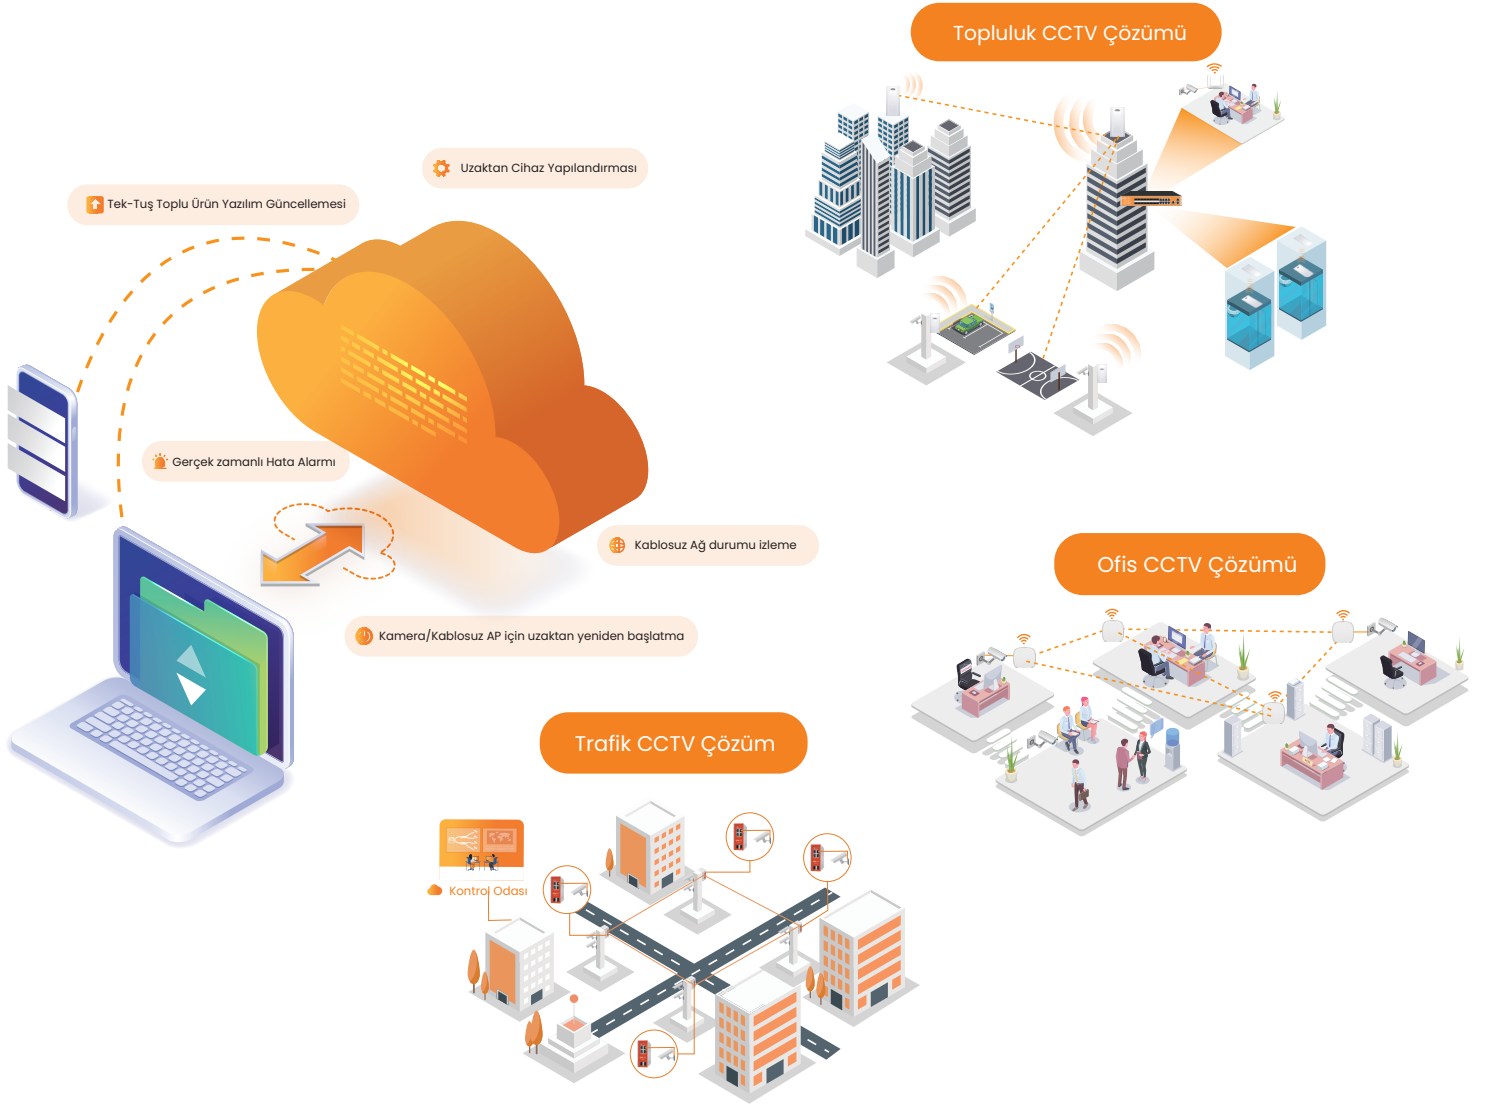 Topluluk CCTV Çözümü
Uzaktan Cihaz Yapılandırması
Tek-Tuş Toplu Ürün Yazılım Güncellemesi
Gerçek zamanlı Hata Alarmı
Kablosuz Ağ durumu izleme
Ofis CCTV Çözümü
Kamera/Kablosuz AP için uzaktan yeniden başlatma
Trafik CCTV Çözüm
Kontrol Odası